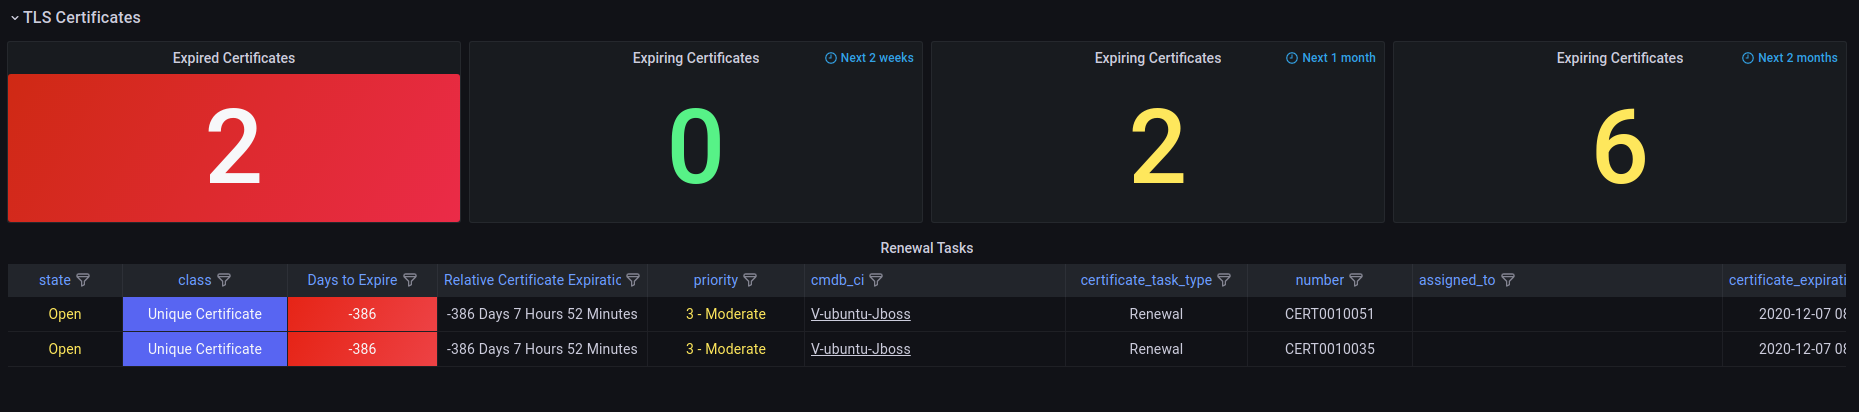 TLS Certificates
Expired Certificates
2
Expiring Certificates Next 2 weeks
0
Expiring Certificates Next 1 month
2
Expiring Certificates Next 2 months
6
Renewal Tasks
state class Days to Expire Relative Certificate Expiratic priority cmdb_ci certificate_task_type number assigned_to certificate_expirati
Open Unique Certificate -386 -386 Days 7 Hours 52 Minutes 3 - Moderate V-ubuntu-Jboss Renewal CERT0010051 2020-12-07 08
Open Unique Certificate -386 -386 Days 7 Hours 52 Minutes 3 - Moderate V-ubuntu-Jboss Renewal CERT0010035 2020-12-07 08